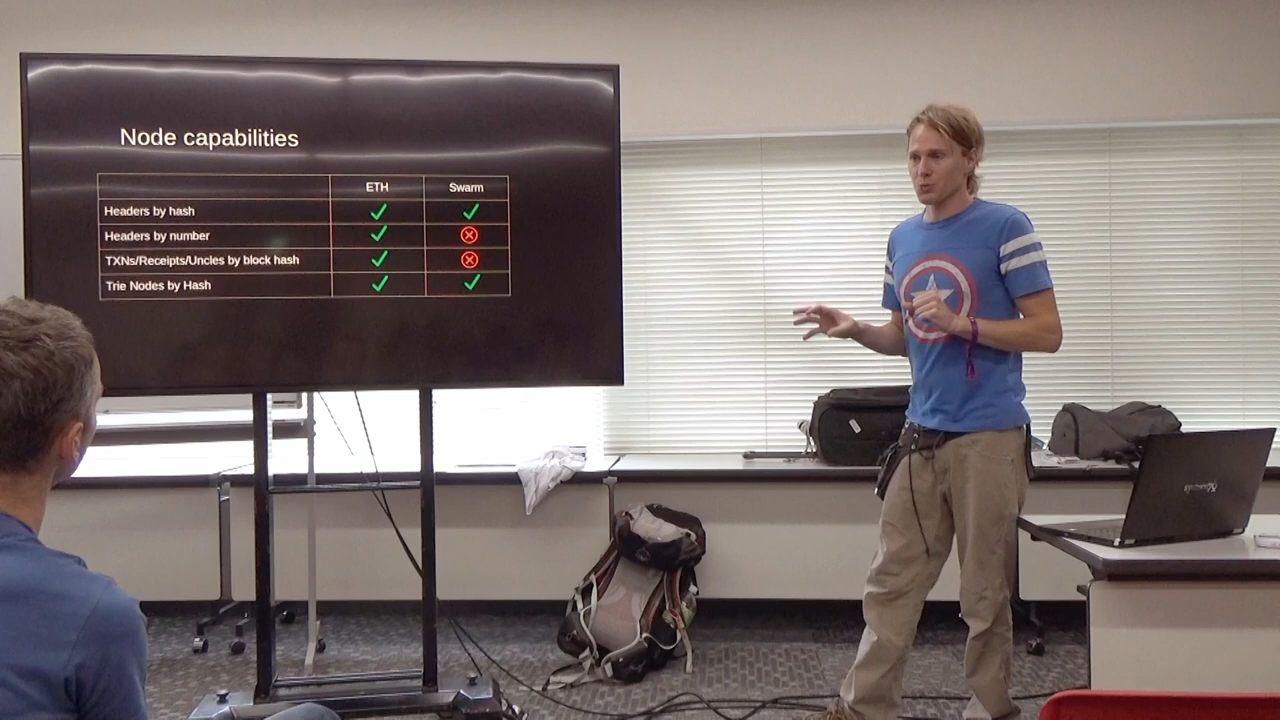 Node capabilities
ETH Swarm
Headers by hash
Headers by number
TXNs/Receipts/Uncles by block hash
Trie Nodes by Hash